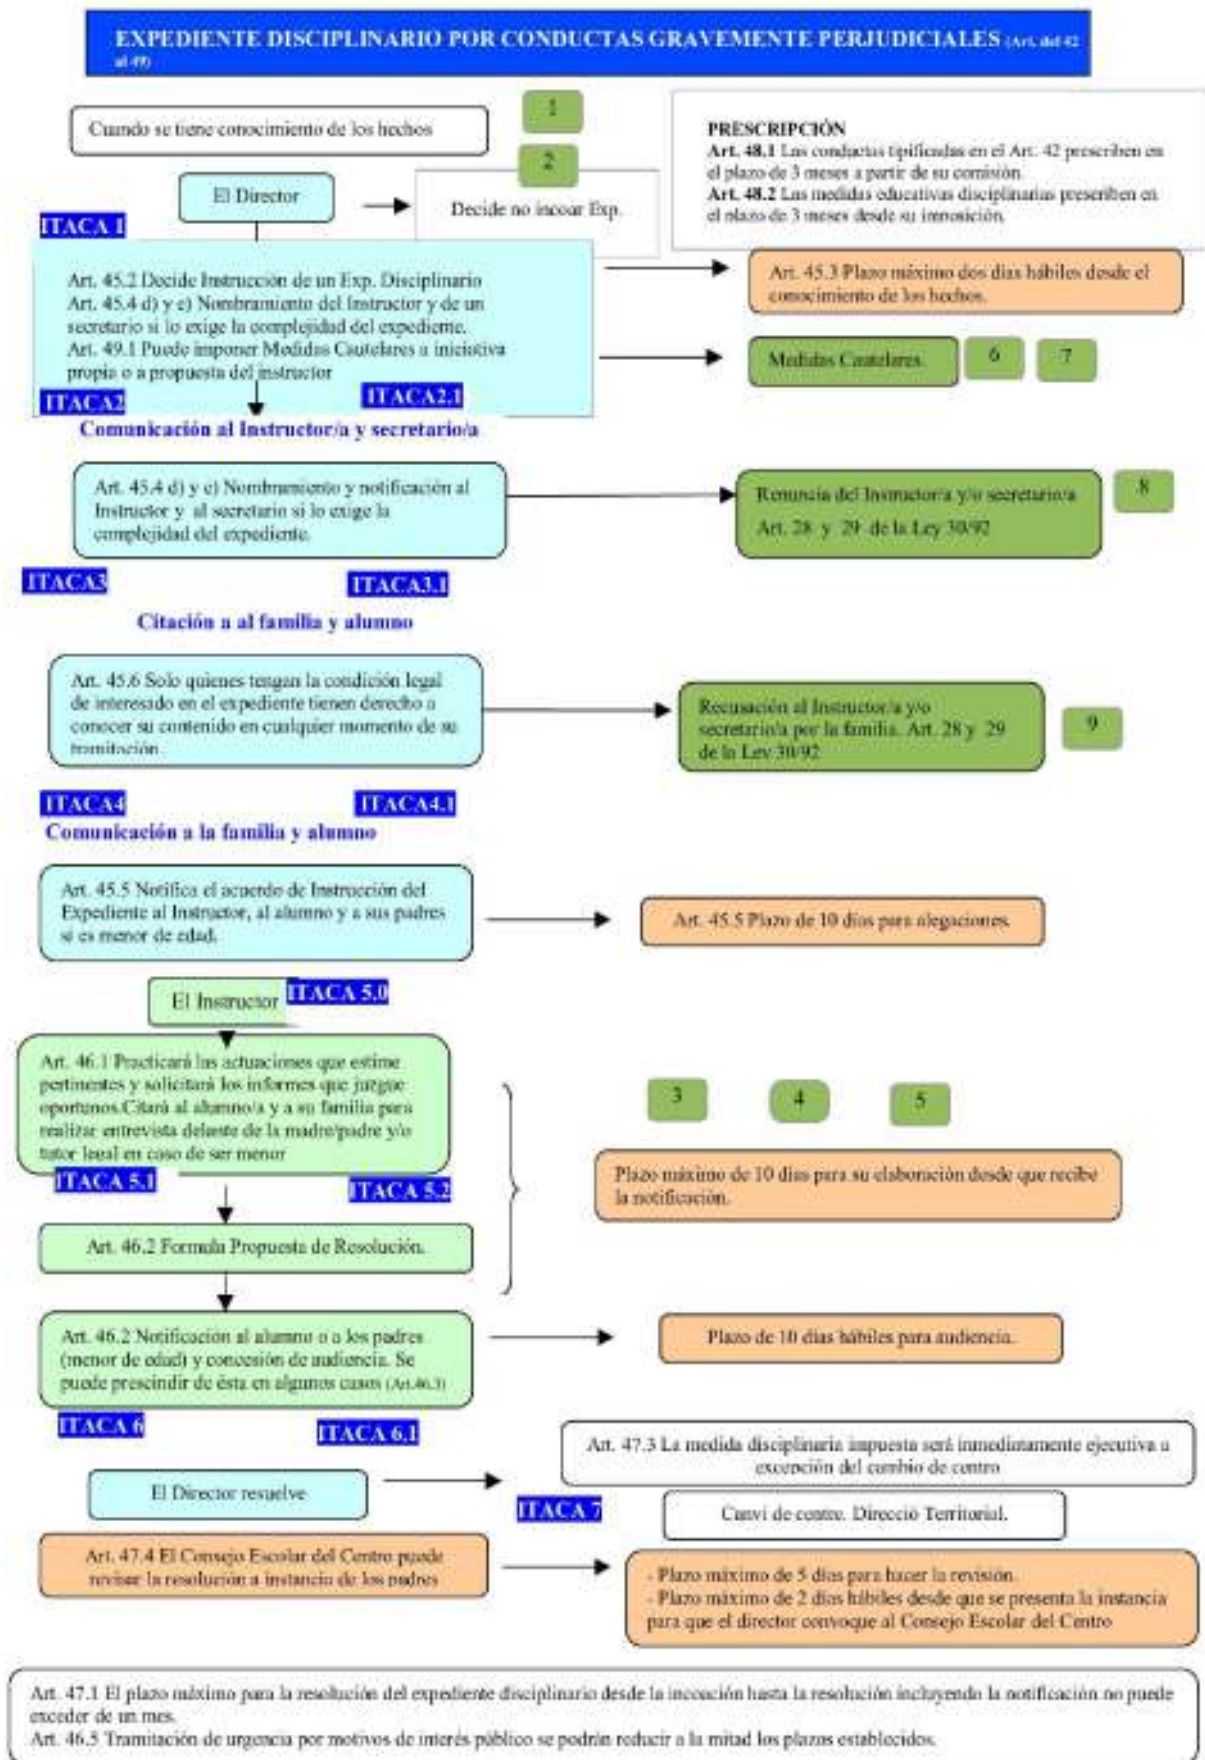 EXPEDIENTE DISCIPLINARIO POR CONDUCTAS GRAVEMENTE PERJUDICIALES (Art. del 42
al 49)
Cuando se tiene conocimiento de los hechos
1
2
PRESCRIPCIÓN
Art. 48.1 Las conductas tipificadas en el Art. 42 prescriben en
el plazo de 3 meses a partir de su comisión.
Art. 48.2 Las medidas educativas disciplinarias prescriben en
el plazo de 3 meses desde su imposición.
El Director
Decide no incoar Exp.
ITACA 1
Art. 45.2 Decide Instrucción de un Exp. Disciplinario
Art. 45.4 d) y c) Nombramiento del Instructor y de un
secretario si lo exige la complejidad del expediente.
Art. 49.1 Puede imponer Medidas Cautelares a iniciativa
propia o a propuesta del instructor
Art. 45.3 Plazo máximo dos días hábiles desde el
conocimiento de los hechos.
Medidas Cautelares.
6
7
ITACA2
ITACA2.1
Comunicación al Instructor/a y secretario/a
Art. 45.4 d) y c) Nombramiento y notificación al
Instructor y al secretario si lo exige la
complejidad del expediente.
Renuncia del Instructor/a y/o secretario/a
Art. 28 y 29 de la Ley 30/92
8
ITACA3
ITACA3.1
Citación a al familia y alumno
Art. 45.6 Solo quienes tengan la condición legal
de interesado en el expediente tienen derecho a
conocer su contenido en cualquier momento de su
tramitación.
Recusación al Instructor/a y/o
secretario/a por la familia. Art. 28 y 29
de la Ley 30/92
9
ITACA4
ITACA4.1
Comunicación a la familia y alumno
Art. 45.5 Notifica el acuerdo de Instrucción del
Expediente al Instructor, al alumno y a sus padres
si es menor de edad.
Art. 45.5 Plazo de 10 días para alegaciones.
El Instructor
ITACA 5.0
Art. 46.1 Practicará las actuaciones que estime
pertinentes y solicitará los informes que juzgue
oportunos.Citará al alumno/a y a su familia para
realizar entrevista delante de la madre/padre y/o
tutor legal en caso de ser menor
3
4
5
Plazo máximo de 10 días para su elaboración desde que recibe
la notificación.
ITACA 5.1
ITACA 5.2
Art. 46.2 Formula Propuesta de Resolución.
Art. 46.2 Notificación al alumno o a los padres
(menor de edad) y concesión de audiencia. Se
puede prescindir de ésta en algunos casos (Art.46.3)
Plazo de 10 días hábiles para audiencia.
ITACA 6
ITACA 6.1
Art. 47.3 La medida disciplinaria impuesta será inmediatamente ejecutiva a
excepción del cambio de centro
El Director resuelve
ITACA 7
Canvi de centre. Direcció Territorial.
Art. 47.4 El Consejo Escolar del Centro puede
revisar la resolución a instancia de los padres
- Plazo máximo de 5 días para hacer la revisión.
- Plazo máximo de 2 días hábiles desde que se presenta la instancia
para que el director convoque al Consejo Escolar del Centro
Art. 47.1 El plazo máximo para la resolución del expediente disciplinario desde la incoación hasta la resolución incluyendo la notificación no puede
exceder de un mes.
Art. 46.5 Tramitación de urgencia por motivos de interés público se podrán reducir a la mitad los plazos establecidos.